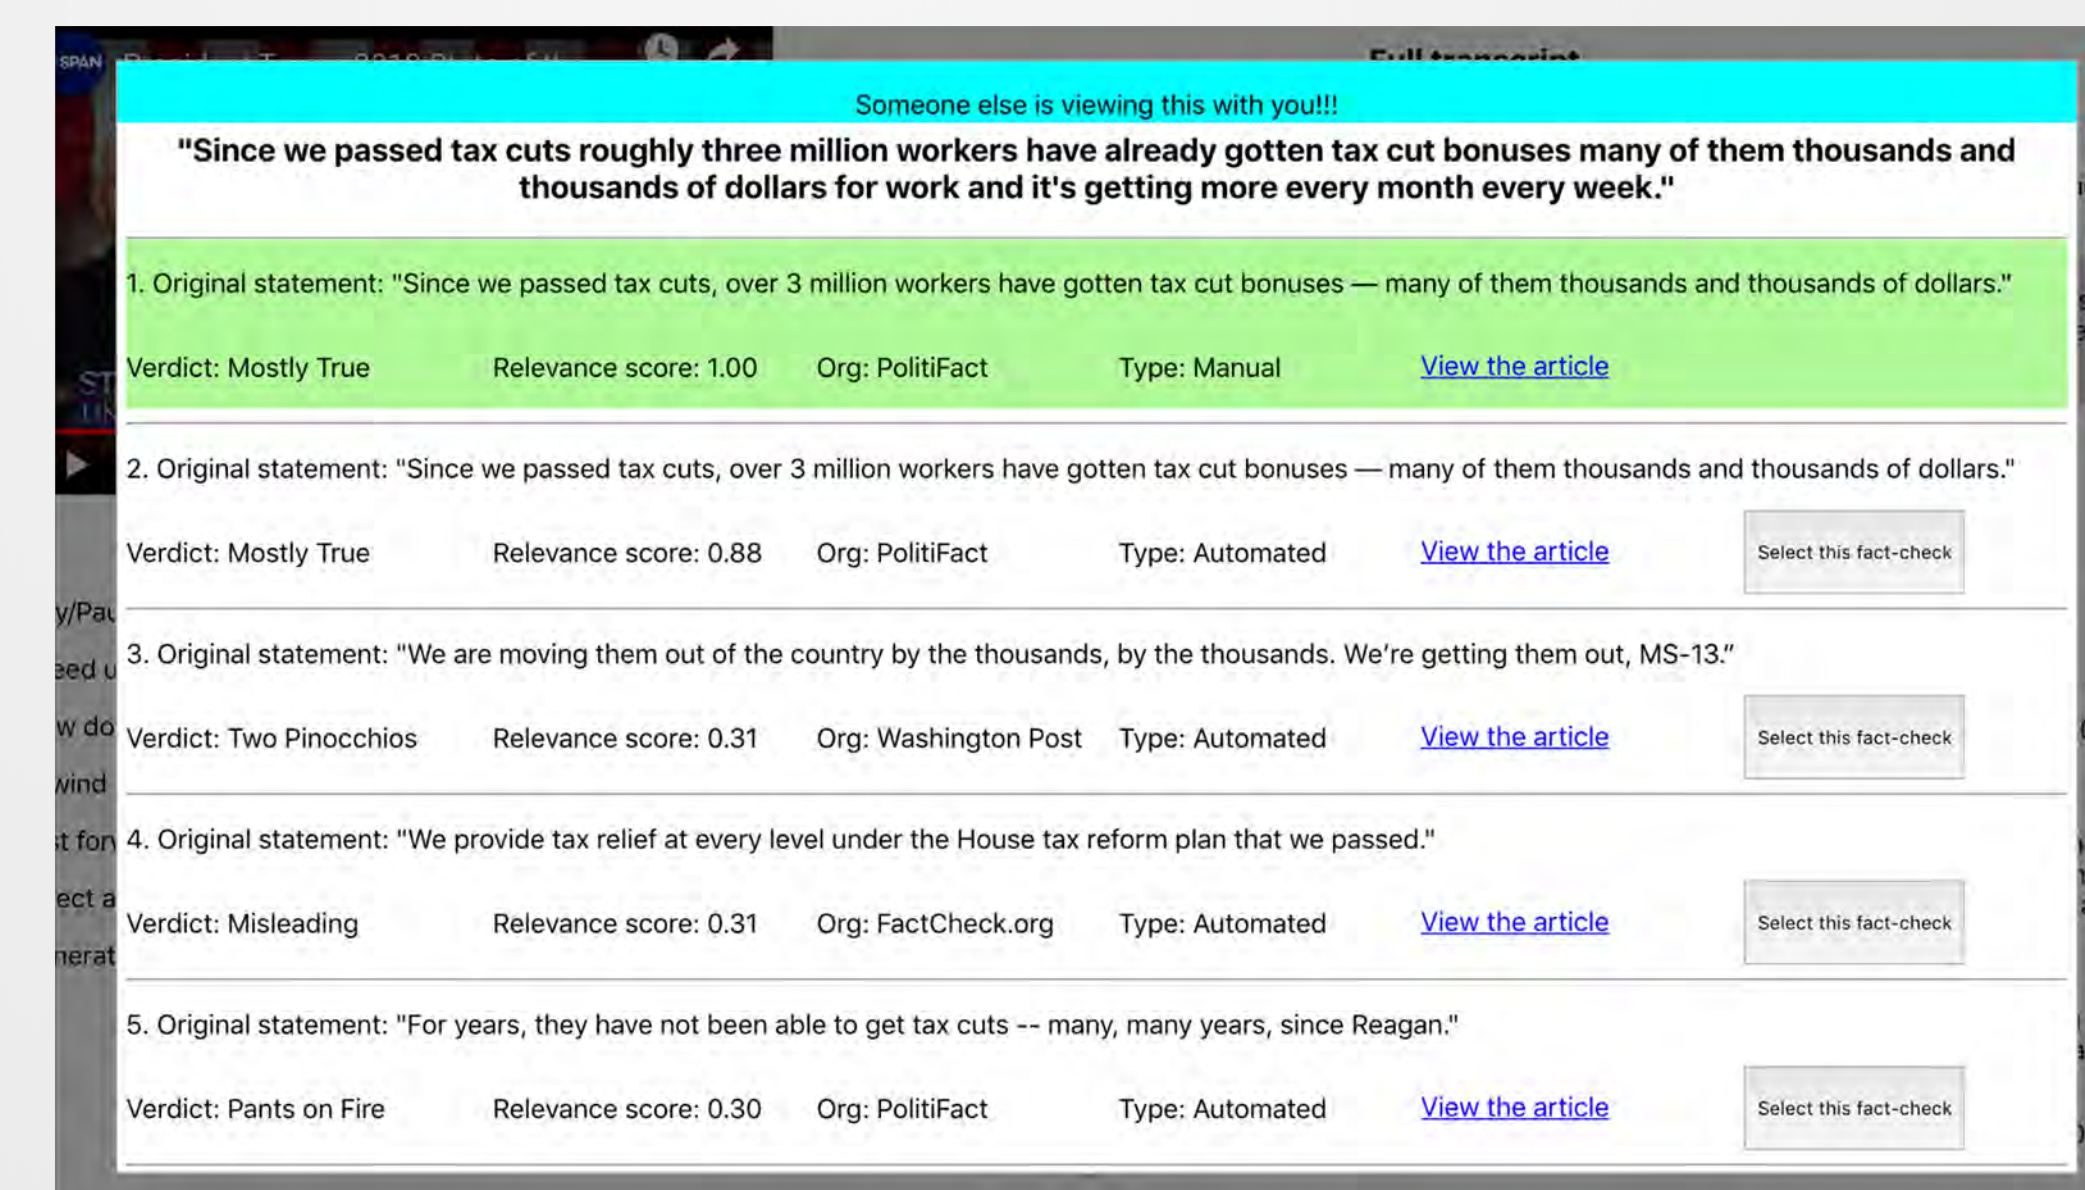 SPAN
Full transcript
Someone else is viewing this with you!!!
"Since we passed tax cuts roughly three million workers have already gotten tax cut bonuses many of them thousands and
thousands of dollars for work and it's getting more every month every week."
1. Original statement: "Since we passed tax cuts, over 3 million workers have gotten tax cut bonuses — many of them thousands and thousands of dollars."
Verdict: Mostly True Relevance score: 1.00 Org: PolitiFact Type: Manual View the article
2. Original statement: "Since we passed tax cuts, over 3 million workers have gotten tax cut bonuses — many of them thousands and thousands of dollars."
Verdict: Mostly True Relevance score: 0.88 Org: PolitiFact Type: Automated View the article Select this fact-check
3. Original statement: "We are moving them out of the country by the thousands, by the thousands. We’re getting them out, MS-13.”
Verdict: Two Pinocchios Relevance score: 0.31 Org: Washington Post Type: Automated View the article Select this fact-check
4. Original statement: "We provide tax relief at every level under the House tax reform plan that we passed."
Verdict: Misleading Relevance score: 0.31 Org: FactCheck.org Type: Automated View the article Select this fact-check
5. Original statement: "For years, they have not been able to get tax cuts -- many, many years, since Reagan."
Verdict: Pants on Fire Relevance score: 0.30 Org: PolitiFact Type: Automated View the article Select this fact-check